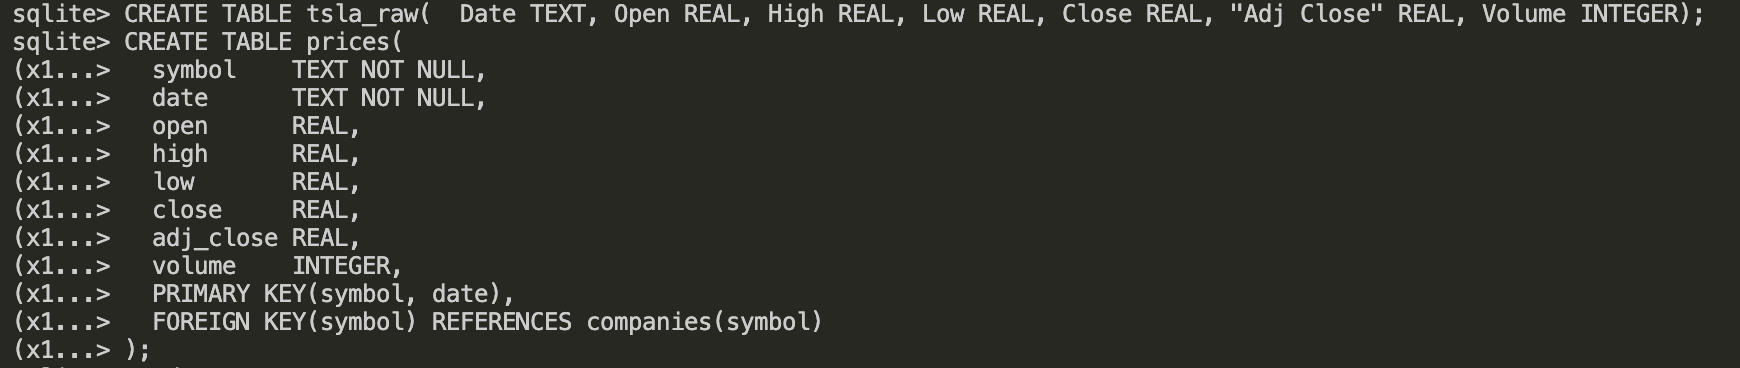 sqlite> CREATE TABLE tsla_raw(  Date TEXT, Open REAL, High REAL, Low REAL, Close REAL, "Adj Close" REAL, Volume INTEGER);
sqlite> CREATE TABLE prices(
(x1...>   symbol    TEXT NOT NULL,
(x1...>   date      TEXT NOT NULL,
(x1...>   open      REAL,
(x1...>   high      REAL,
(x1...>   low       REAL,
(x1...>   close     REAL,
(x1...>   adj_close REAL,
(x1...>   volume    INTEGER,
(x1...>   PRIMARY KEY(symbol, date),
(x1...>   FOREIGN KEY(symbol) REFERENCES companies(symbol)
(x1...> );